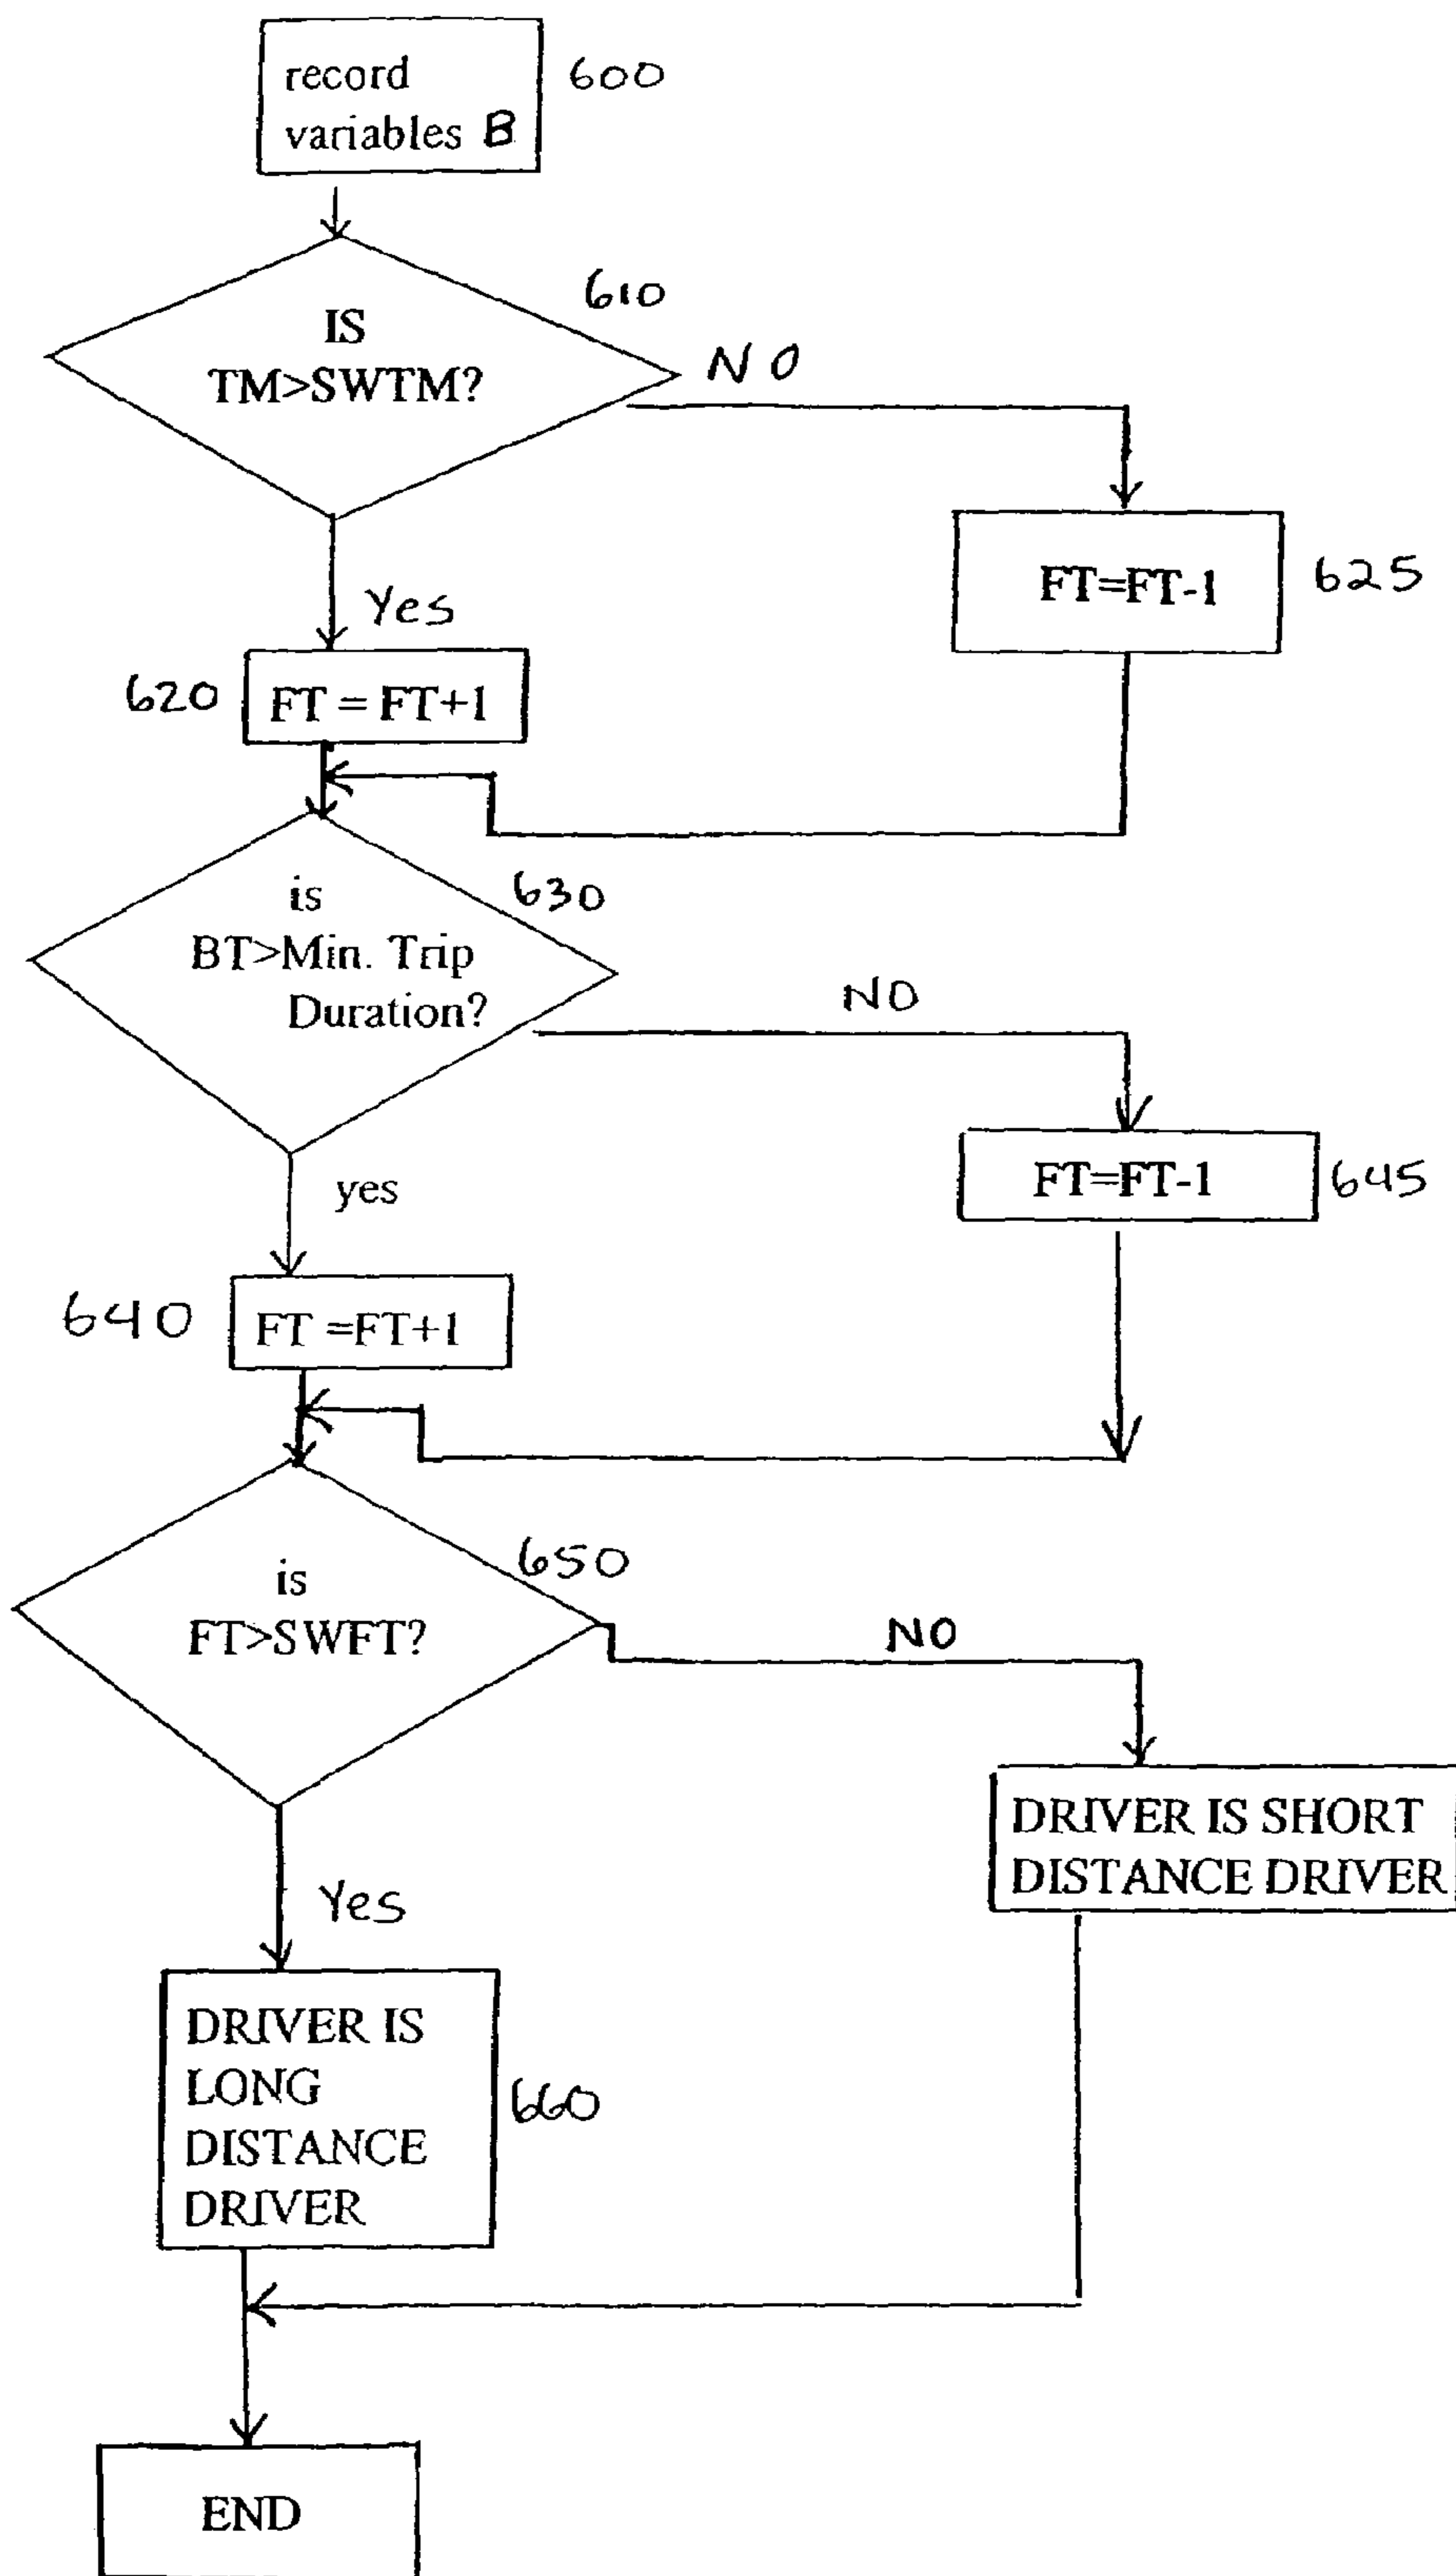 record
variables B
600
610
IS
TM>SWTM?
NO
Yes
FT=FT-1
625
620
FT = FT+1
630
is
BT>Min. Trip
Duration?
NO
yes
FT=FT-1
645
640
FT =FT+1
650
is
FT>SWFT?
NO
Yes
DRIVER IS SHORT
DISTANCE DRIVER
DRIVER IS
LONG
DISTANCE
DRIVER
660
END